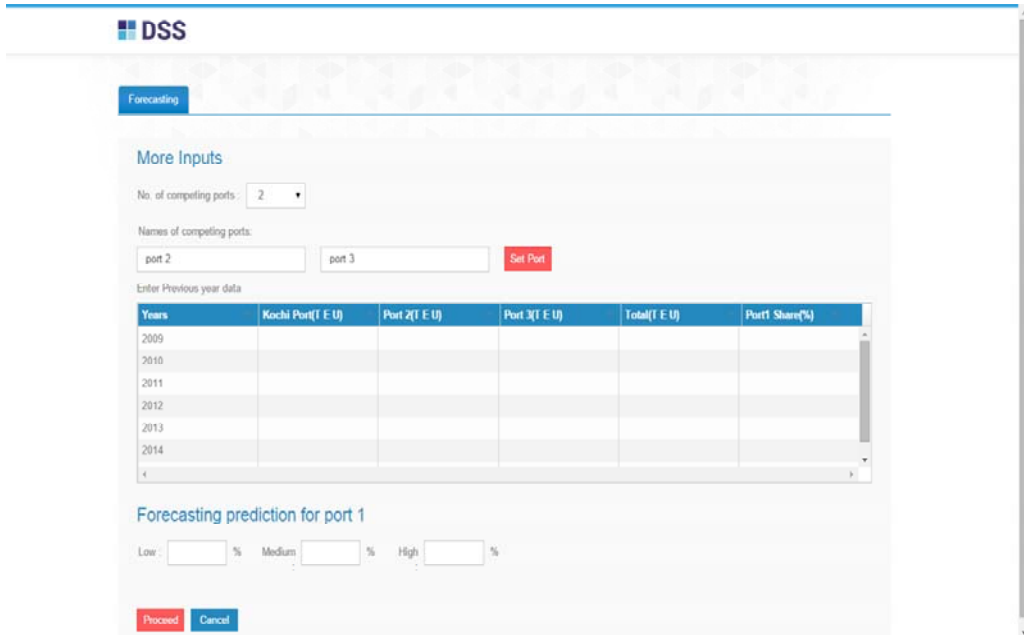 DSS
Forecasting
More Inputs
No. of competing ports : 2
Names of competing ports:
port 2 port 3 Set Port
Enter Previous year data
Years Kochi Port(T E U) Port 2(T E U) Port 3(T E U) Total(T E U) Port1 Share(%)
2009
2010
2011
2012
2013
2014
Forecasting prediction for port 1
Low : % Medium : % High : %
Proceed Cancel